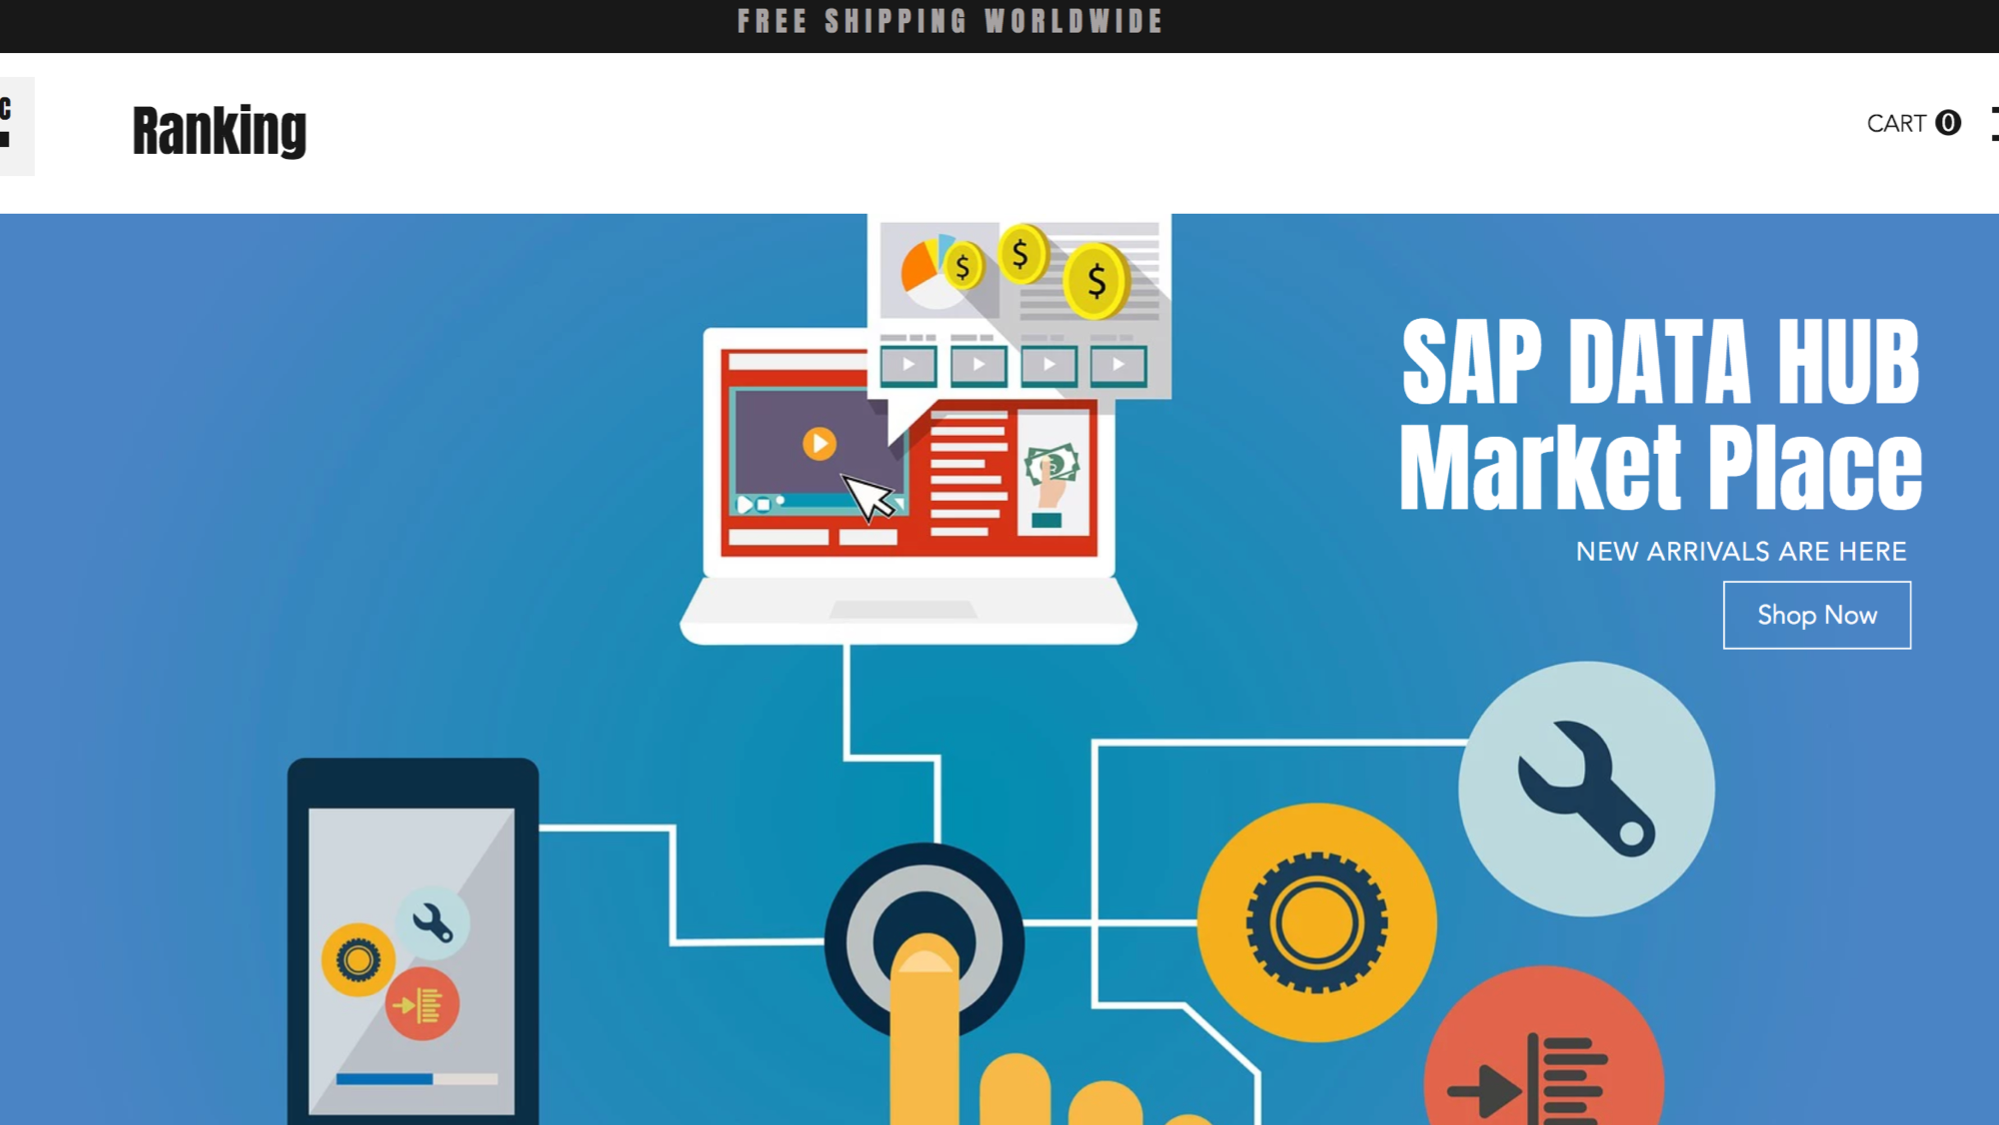 FREE SHIPPING WORLDWIDE
C
Ranking
CART 0
$ $ $
SAP DATA HUB
Market Place
NEW ARRIVALS ARE HERE
Shop Now